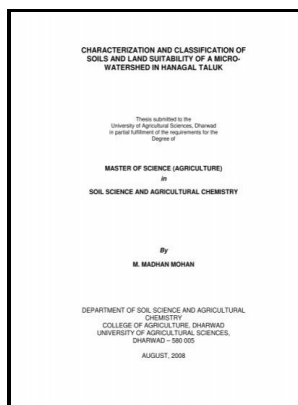 CHARACTERIZATION AND CLASSIFICATION OF
SOILS AND LAND SUITABILITY OF A MICRO-
WATERSHED IN HANAGAL TALUK
Thesis submitted to the
University of Agricultural Sciences, Dharwad
in partial fulfillment of the requirements for the
Degree of
MASTER OF SCIENCE (AGRICULTURE)
in
SOIL SCIENCE AND AGRICULTURAL CHEMISTRY
By
M. MADHAN MOHAN
DEPARTMENT OF SOIL SCIENCE AND AGRICULTURAL
CHEMISTRY
COLLEGE OF AGRICULTURE, DHARWAD
UNIVERSITY OF AGRICULTURAL SCIENCES,
DHARWAD – 580 005
AUGUST, 2008